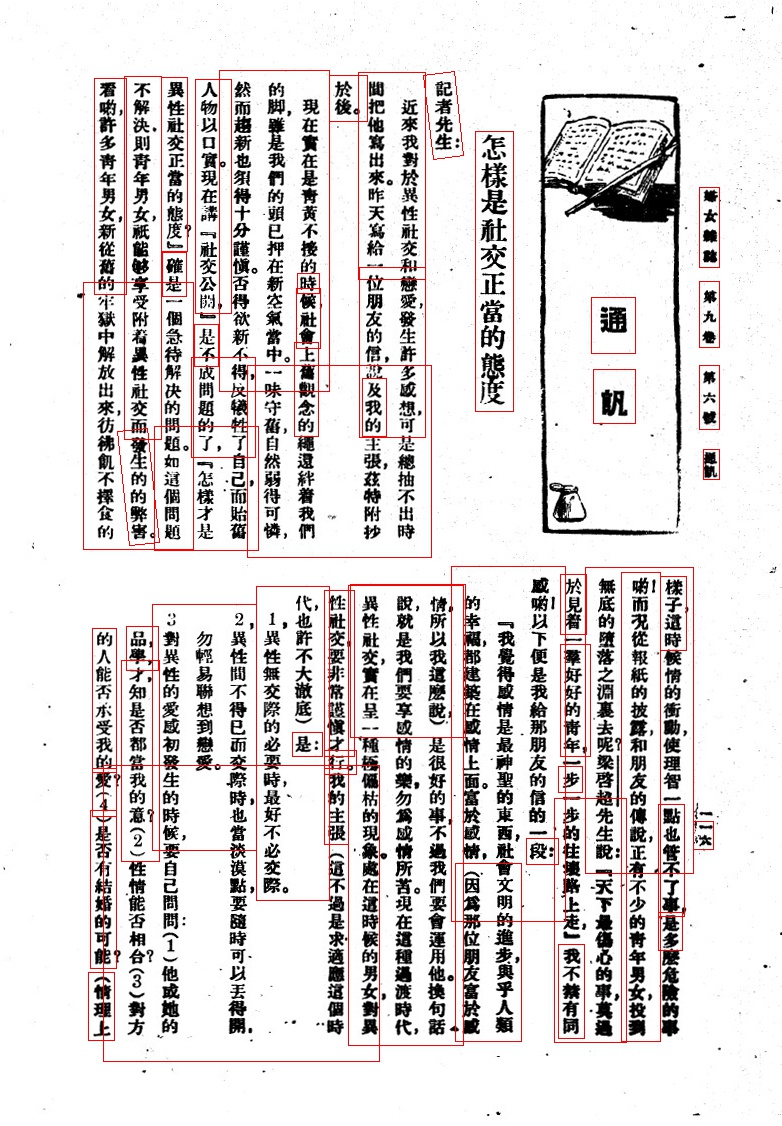 婦女雜誌 第九卷 第六號 通訊
一一六
通訊
怎樣是社交正當的態度
記者先生：
近來我對於異性社交和戀愛，發生許多感想，可是總抽不出時
間把他寫出來。昨天寫給一位朋友的信，說及我的主張，茲特附抄
於後。
現在實在是青黃不接的時候，社會上舊觀念的繩還絆着我們
的脚，雖是我們的頭已押在新空氣當中。一味守舊，自然弱得可憐，
然而趨新也須得十分謹愼。否得欲新不得，反犧牲了自己，而貽舊
人物以口實。現在講『社交公開』是不成問題的了，『怎樣才是
異性社交正當的態度？』確是一個急待解决的問題。如這個問題
不解决，則青年男女，祇能够享受附着異性社交而發生的的弊害。
看喲，許多青年男女，新從舊的牢獄中解放出來，彷彿飢不擇食的
樣子，這時候情的衝動，使理智一點也管不了事，是多麽危險的事
喲！而況從報紙的披露和朋友的傳說，正有不少的青年男女，投到
無底的墮落之淵裏去呢？梁啓超先生說：『天下最傷心的事，莫過
於見着一羣好好的青年，一步一步的往壞路上走。』我不禁有同
感喲！以下便是我給那朋友的信的一段：
『我覺得感情是最神聖的東西，社會文明的進步，與乎人類
的幸福，都建築在感情上面。富於感情，（因爲那位朋友富於感
情，所以我這麽說）是很好的事，不過我們要會運用他。換句話
說，就是我們要享感情的樂，勿爲感情所苦。現在這種過渡時代，
異性社交，實在呈一種極偏枯的現象，處在這時候的男女，對異
性社交，要非常謹愼才行。我的主張（這不過是求適應這個時
代，也許不大澈底）是：
1，異性無交際的必要時，最好不必交際。
2，異性間不得已而交際時，也當淡漠點，要隨時可以丟得開，
勿輕易聯想到戀愛。
3 對異性的愛感初發生的時候，要自己問問：（1）他或她的
品學，才知是否都當我的意？（2）性情能否相合？（3）對方
的人能否承受我的愛？（4）是否有結婚的可能？（情理上